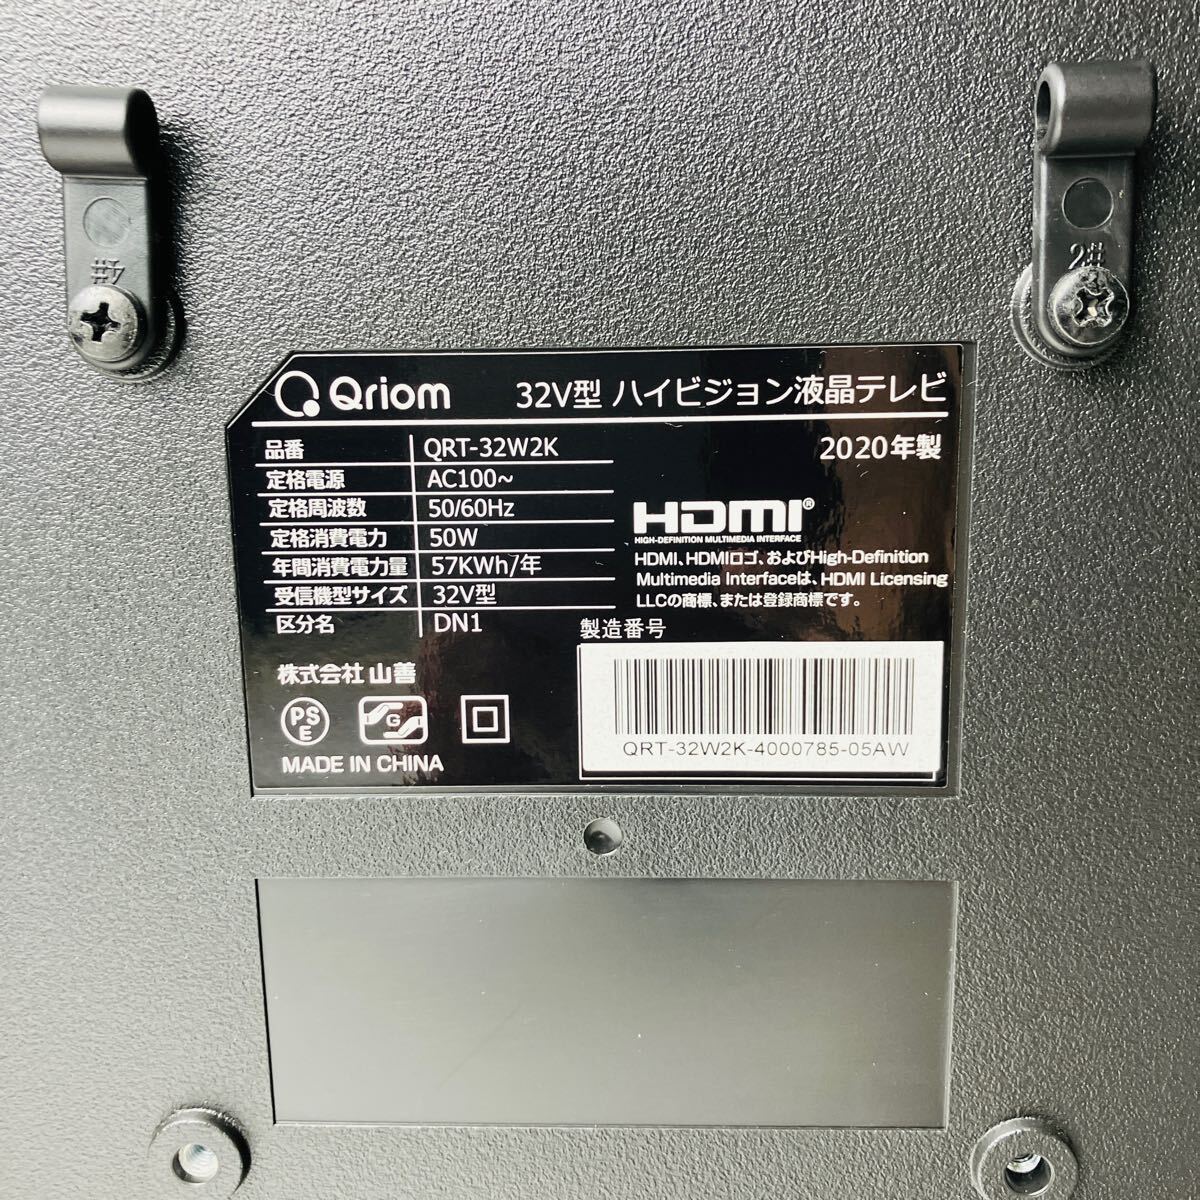 #4
2#
Qriom
32V型 ハイビジョン液晶テレビ
品番 QRT-32W2K
2020年製
定格電源 AC100~
定格周波数 50/60Hz
定格消費電力 50W
年間消費電力量 57KWh/年
受信機型サイズ 32V型
区分名 DN1
HDMI®
HIGH-DEFINITION MULTIMEDIA INTERFACE
HDMI、HDMIロゴ、およびHigh-Definition
Multimedia Interfaceは、HDMI Licensing
LLCの商標、または登録商標です。
製造番号
QRT-32W2K-4000785-05AW
株式会社 山善
PS
E
G
MADE IN CHINA